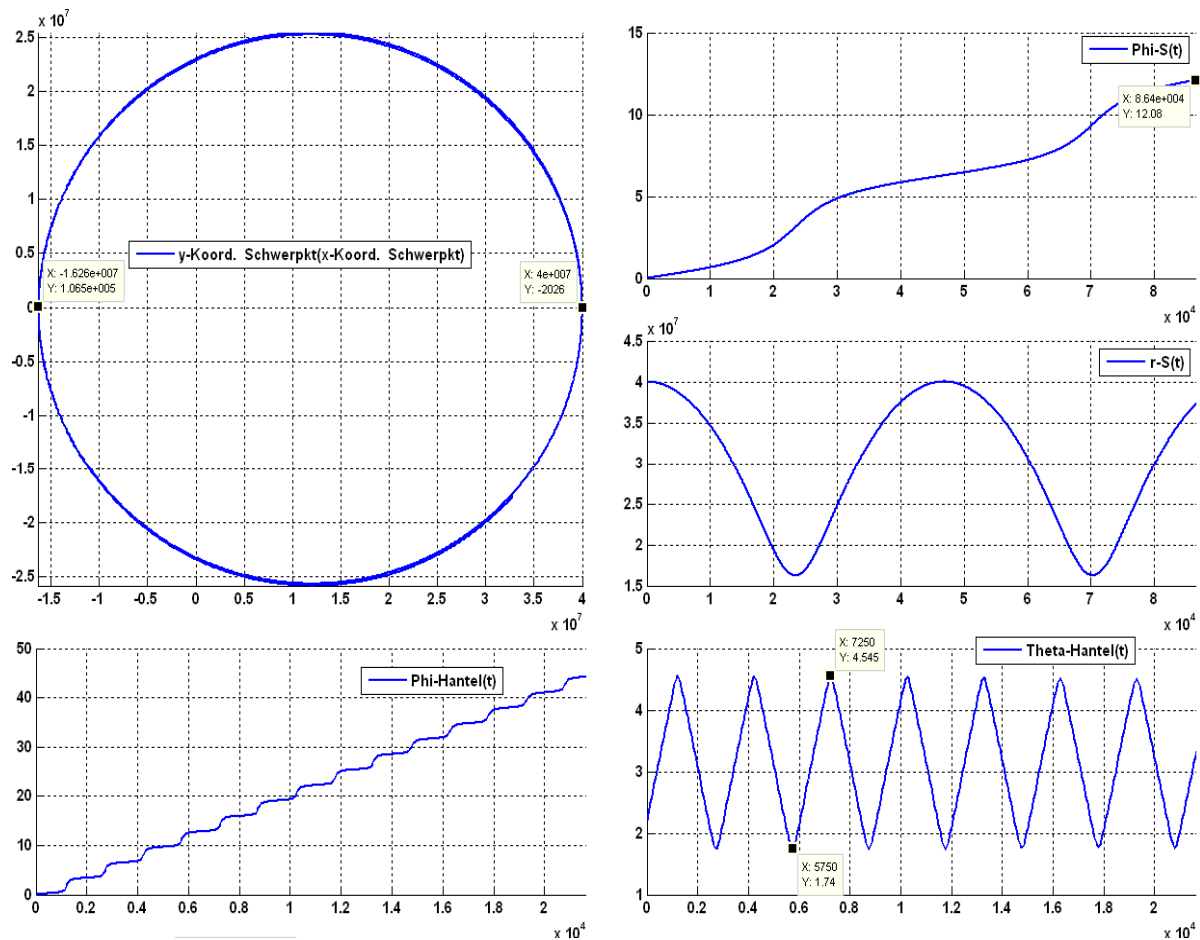 x 10^7
2.5
2
1.5
1
0.5
0
-0.5
-1
-1.5
-2
-2.5
y-Koord. Schwerpkt(x-Koord. Schwerpkt)
X: -1.626e+007
Y: 1.065e+005
X: 4e+007
Y: -2026
-1.5 -1 -0.5 0 0.5 1 1.5 2 2.5 3 3.5 4
x 10^7
15
10
5
0
Phi-S(t)
X: 8.64e+004
Y: 12.08
0 1 2 3 4 5 6 7 8
x 10^4
x 10^7
4.5
4
3.5
3
2.5
2
1.5
r-S(t)
0 1 2 3 4 5 6 7 8
x 10^4
50
40
30
20
10
0
Phi-Hantel(t)
0 0.2 0.4 0.6 0.8 1 1.2 1.4 1.6 1.8 2
x 10^4
5
4
3
2
1
X: 7250
Y: 4.545
Theta-Hantel(t)
X: 5750
Y: 1.74
0 0.2 0.4 0.6 0.8 1 1.2 1.4 1.6 1.8 2
x 10^4